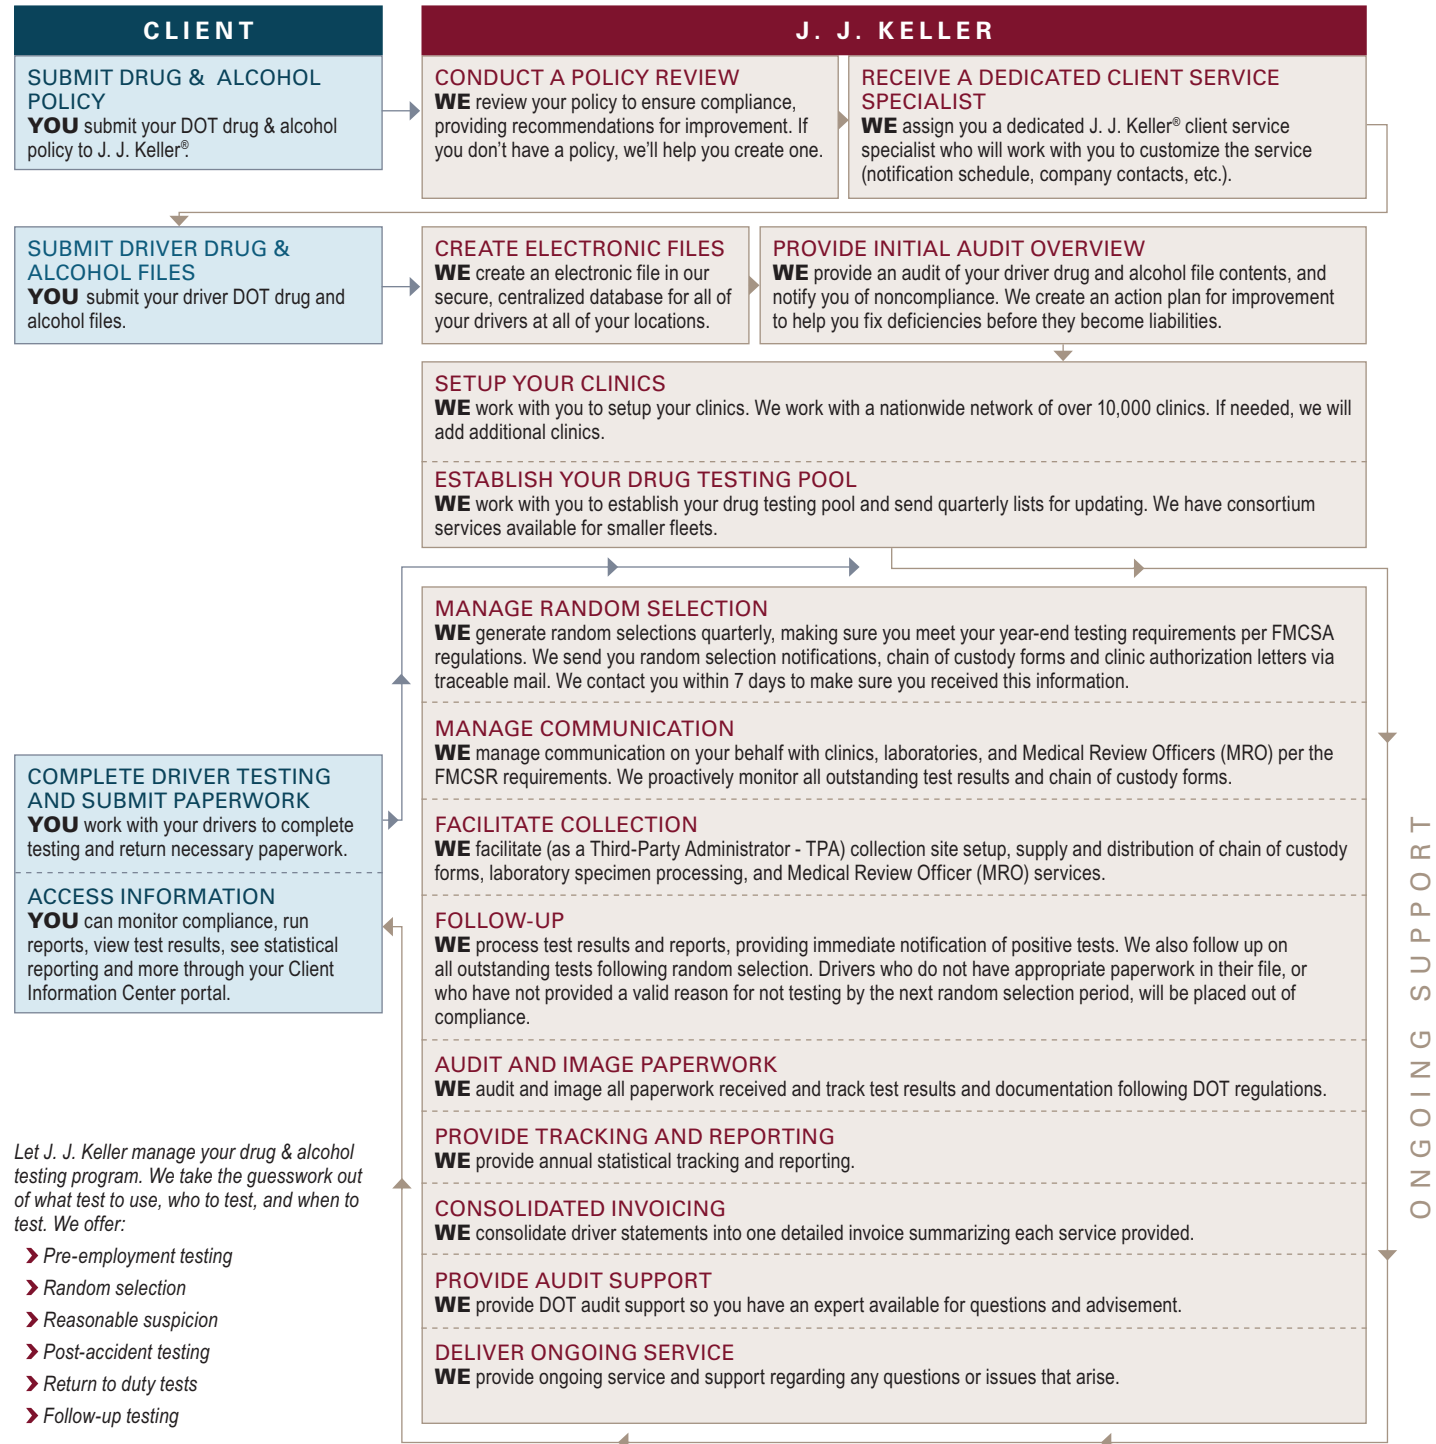 CLIENT
J. J. KELLER
SUBMIT DRUG & ALCOHOL
POLICY
YOU submit your DOT drug & alcohol
policy to J. J. Keller®.
CONDUCT A POLICY REVIEW
WE review your policy to ensure compliance,
providing recommendations for improvement. If
you don't have a policy, we'll help you create one.
RECEIVE A DEDICATED CLIENT SERVICE
SPECIALIST
WE assign you a dedicated J. J. Keller® client service
specialist who will work with you to customize the service
(notification schedule, company contacts, etc.).
SUBMIT DRIVER DRUG &
ALCOHOL FILES
YOU submit your driver DOT drug and
alcohol files.
CREATE ELECTRONIC FILES
WE create an electronic file in our
secure, centralized database for all of
your drivers at all of your locations.
PROVIDE INITIAL AUDIT OVERVIEW
WE provide an audit of your driver drug and alcohol file contents, and
notify you of noncompliance. We create an action plan for improvement
to help you fix deficiencies before they become liabilities.
SETUP YOUR CLINICS
WE work with you to setup your clinics. We work with a nationwide network of over 10,000 clinics. If needed, we will
add additional clinics.
ESTABLISH YOUR DRUG TESTING POOL
WE work with you to establish your drug testing pool and send quarterly lists for updating. We have consortium
services available for smaller fleets.
MANAGE RANDOM SELECTION
WE generate random selections quarterly, making sure you meet your year-end testing requirements per FMCSA
regulations. We send you random selection notifications, chain of custody forms and clinic authorization letters via
traceable mail. We contact you within 7 days to make sure you received this information.
MANAGE COMMUNICATION
WE manage communication on your behalf with clinics, laboratories, and Medical Review Officers (MRO) per the
FMCSR requirements. We proactively monitor all outstanding test results and chain of custody forms.
FACILITATE COLLECTION
WE facilitate (as a Third-Party Administrator - TPA) collection site setup, supply and distribution of chain of custody
forms, laboratory specimen processing, and Medical Review Officer (MRO) services.
FOLLOW-UP
WE process test results and reports, providing immediate notification of positive tests. We also follow up on
all outstanding tests following random selection. Drivers who do not have appropriate paperwork in their file, or
who have not provided a valid reason for not testing by the next random selection period, will be placed out of
compliance.
AUDIT AND IMAGE PAPERWORK
WE audit and image all paperwork received and track test results and documentation following DOT regulations.
PROVIDE TRACKING AND REPORTING
WE provide annual statistical tracking and reporting.
CONSOLIDATED INVOICING
WE consolidate driver statements into one detailed invoice summarizing each service provided.
PROVIDE AUDIT SUPPORT
WE provide DOT audit support so you have an expert available for questions and advisement.
DELIVER ONGOING SERVICE
WE provide ongoing service and support regarding any questions or issues that arise.
COMPLETE DRIVER TESTING
AND SUBMIT PAPERWORK
YOU work with your drivers to complete
testing and return necessary paperwork.
ACCESS INFORMATION
YOU can monitor compliance, run
reports, view test results, see statistical
reporting and more through your Client
Information Center portal.
Let J. J. Keller manage your drug & alcohol
testing program. We take the guesswork out
of what test to use, who to test, and when to
test. We offer:
Pre-employment testing
Random selection
Reasonable suspicion
Post-accident testing
Return to duty tests
Follow-up testing
ONGOING SUPPORT